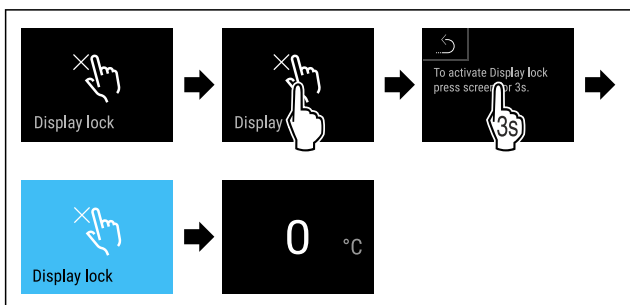 Display lock
Display
To activate Display lock
press screen for 3s.
3s
Display lock
0 °C